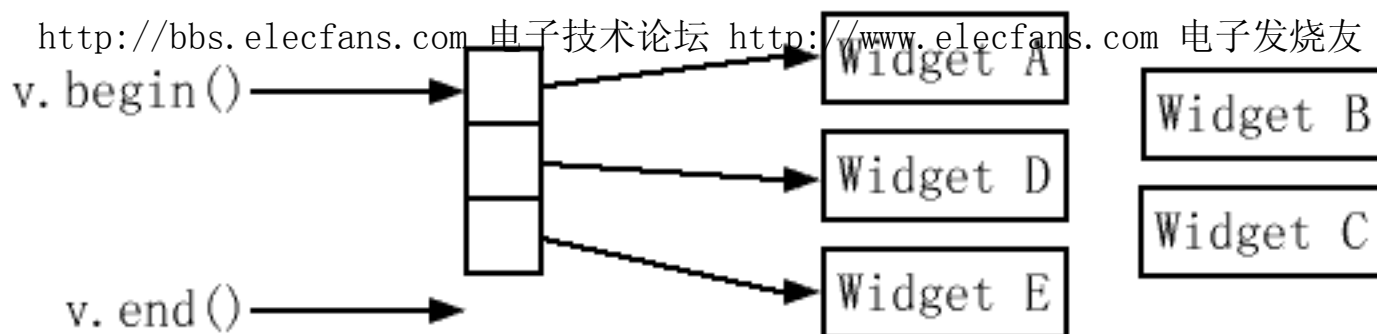 http://bbs.elecfans.com 电子技术论坛 http://www.elecfans.com 电子发烧友
Widget A
v.begin()
Widget B
Widget D
Widget C
Widget E
v.end()